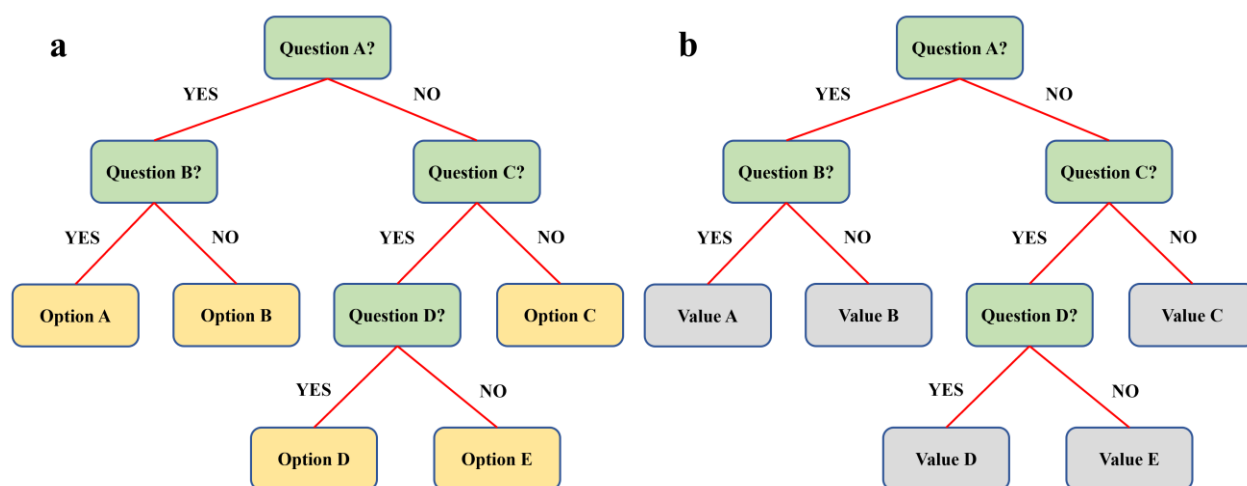 a
Question A?
YES
NO
Question B?
Question C?
YES
NO
YES
NO
Option A
Option B
Question D?
Option C
YES
NO
Option D
Option E
b
Question A?
YES
NO
Question B?
Question C?
YES
NO
YES
NO
Value A
Value B
Question D?
Value C
YES
NO
Value D
Value E